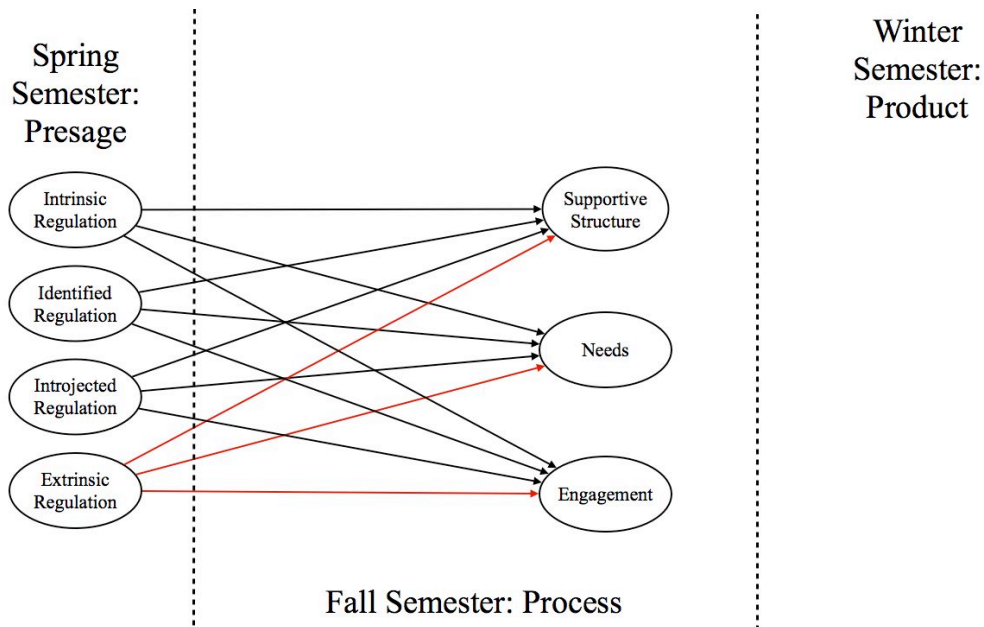 Spring
Semester:
Presage
Winter
Semester:
Product
Intrinsic
Regulation
Identified
Regulation
Introjected
Regulation
Extrinsic
Regulation
Supportive
Structure
Needs
Engagement
Fall Semester: Process